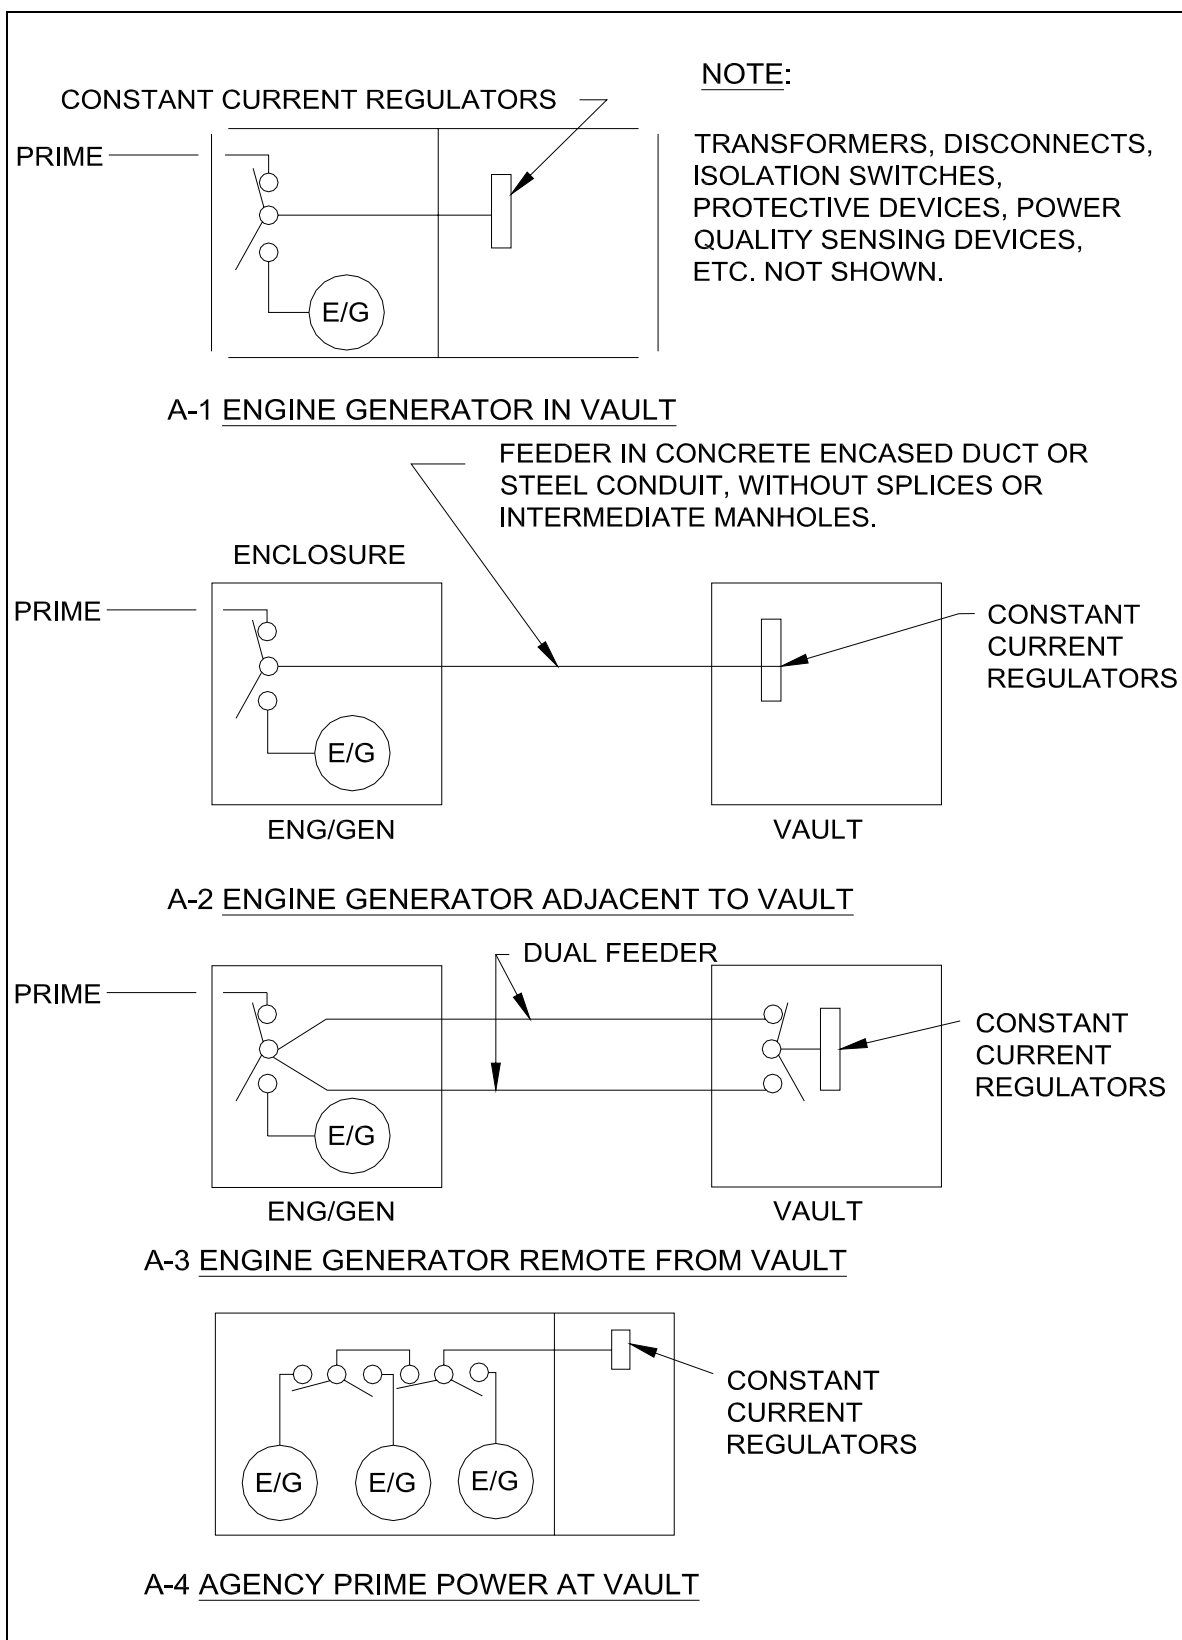 NOTE:
CONSTANT CURRENT REGULATORS
PRIME
TRANSFORMERS, DISCONNECTS,
ISOLATION SWITCHES,
PROTECTIVE DEVICES, POWER
QUALITY SENSING DEVICES,
ETC. NOT SHOWN.
E/G
A-1 ENGINE GENERATOR IN VAULT
FEEDER IN CONCRETE ENCASED DUCT OR
STEEL CONDUIT, WITHOUT SPLICES OR
INTERMEDIATE MANHOLES.
ENCLOSURE
PRIME
CONSTANT
CURRENT
REGULATORS
E/G
ENG/GEN
VAULT
A-2 ENGINE GENERATOR ADJACENT TO VAULT
DUAL FEEDER
PRIME
CONSTANT
CURRENT
REGULATORS
E/G
ENG/GEN
VAULT
A-3 ENGINE GENERATOR REMOTE FROM VAULT
CONSTANT
CURRENT
REGULATORS
E/G
E/G
E/G
A-4 AGENCY PRIME POWER AT VAULT